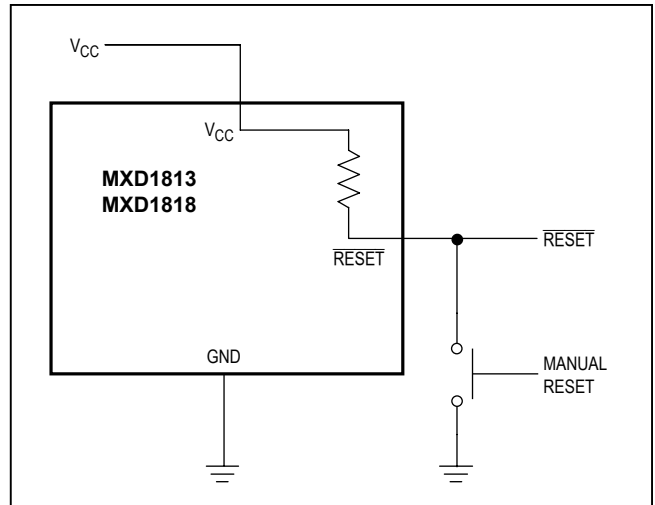 VCC
VCC
MXD1813
MXD1818
RESET
RESET
GND
MANUAL
RESET